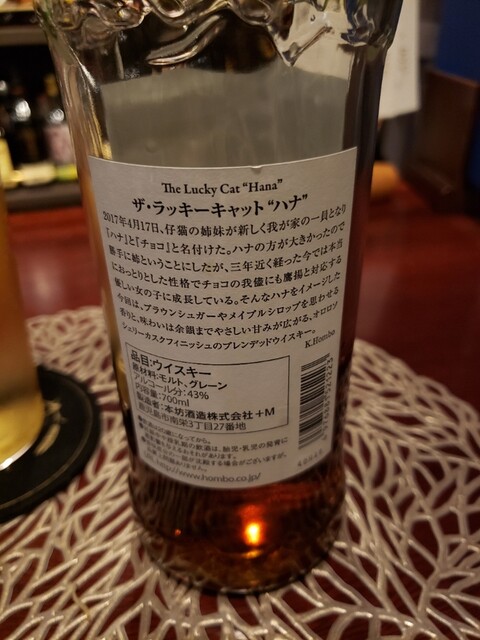 The Lucky Cat “Hana”
ザ・ラッキーキャット“ハナ”
2017年4月17日、仔猫の姉妹が新しく我が家の一員となり
『ハナ』と『チョコ』と名付けた。ハナの方が大きかったので
勝手に姉ということにしたが、三年近く経った今では本当
におっとりとした性格でチョコの我儘にも鷹揚と対応する
優しい女の子に成長している。そんなハナをイメージした
今回は、ブラウンシュガーやメイプルシロップを思わせる
香りと、味わいは余韻までやさしい甘みが広がる、オロロソ
シェリーカスクフィニッシュのブレンデッドウイスキー。
K.Hombo
品目:ウイスキー
原材料:モルト、グレーン
アルコール分:43%
内容量:700ml
製造者:本坊酒造株式会社 +M
鹿児島市南栄3丁目27番地
http://www.hombo.co.jp/